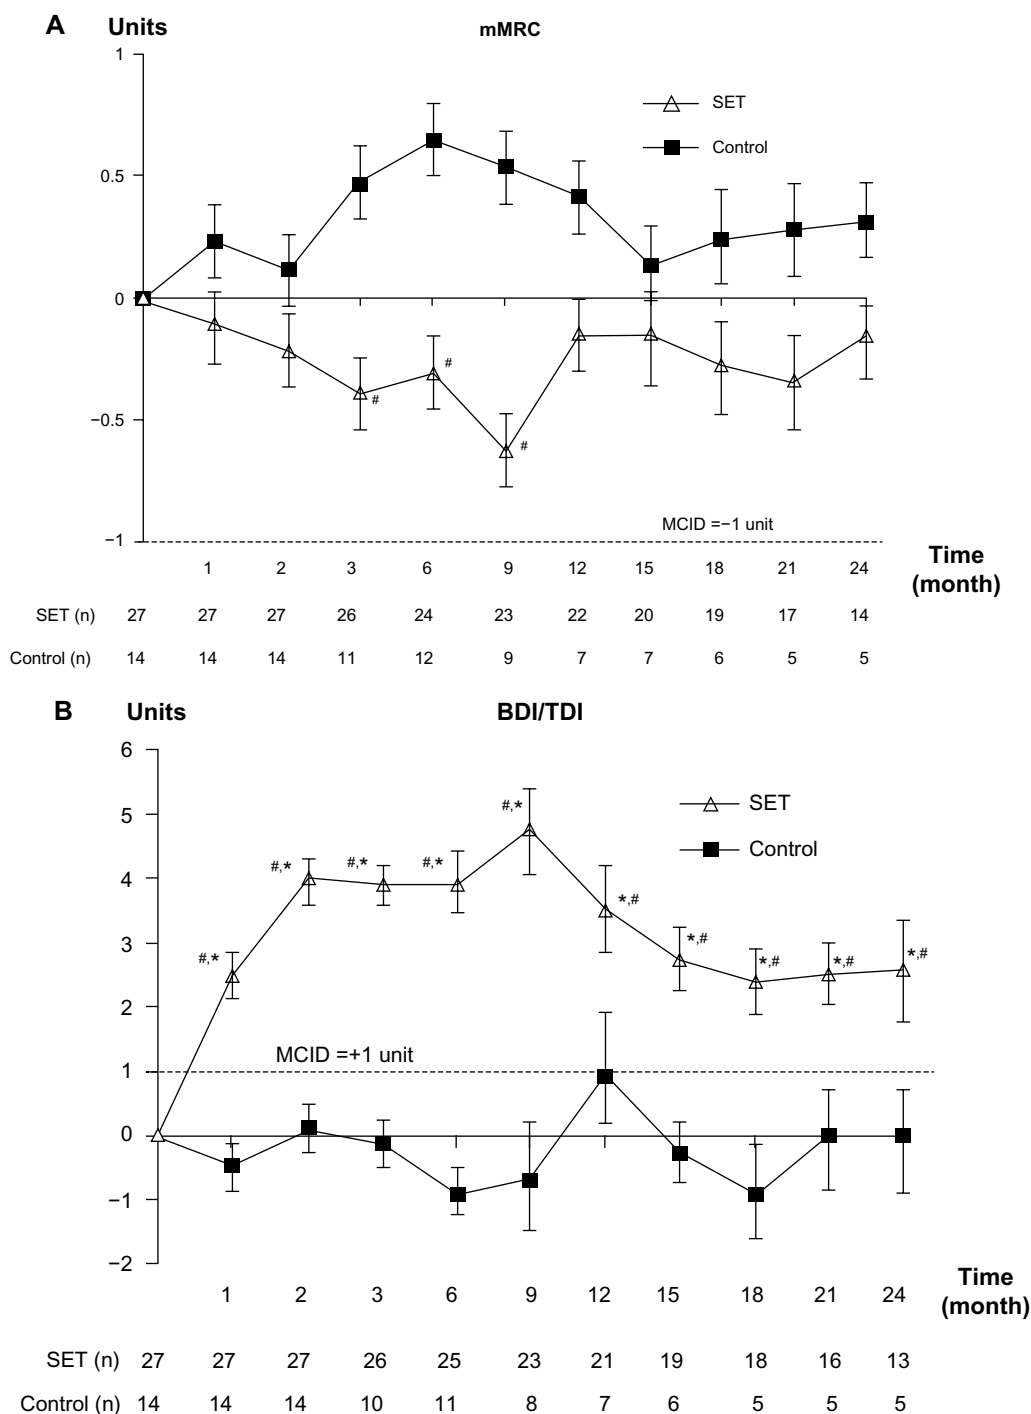 A Units mMRC
1
SET
Control
0.5
0
#
#
#
−0.5
MCID =−1 unit
−1
Time
(month)
1 2 3 6 9 12 15 18 21 24
SET (n) 27 27 27 26 24 23 22 20 19 17 14
Control (n) 14 14 14 11 12 9 7 7 6 5 5
B Units BDI/TDI
6
SET
Control
5
#,*
#,* #,* #,*
4
*,#
3
#,*
*,# *,# *,# *,#
2
MCID =+1 unit
1
0
−1
−2
Time
(month)
1 2 3 6 9 12 15 18 21 24
SET (n) 27 27 27 26 25 23 21 19 18 16 13
Control (n) 14 14 14 10 11 8 7 6 5 5 5